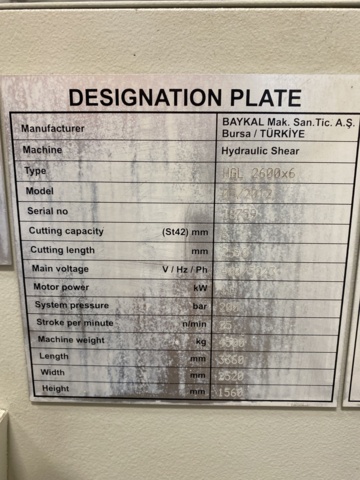 DESIGNATION PLATE
Manufacturer BAYKAL Mak. San.Tic. A.Ş.
Bursa / TÜRKİYE
Machine Hydraulic Shear
Type HGL 2600x6
Model
Serial no
Cutting capacity (St42) mm
Cutting length mm
Main voltage V / Hz / Ph
Motor power kW
System pressure bar
Stroke per minute n/min
Machine weight kg
Length mm 3660
Width mm
Height mm 1560